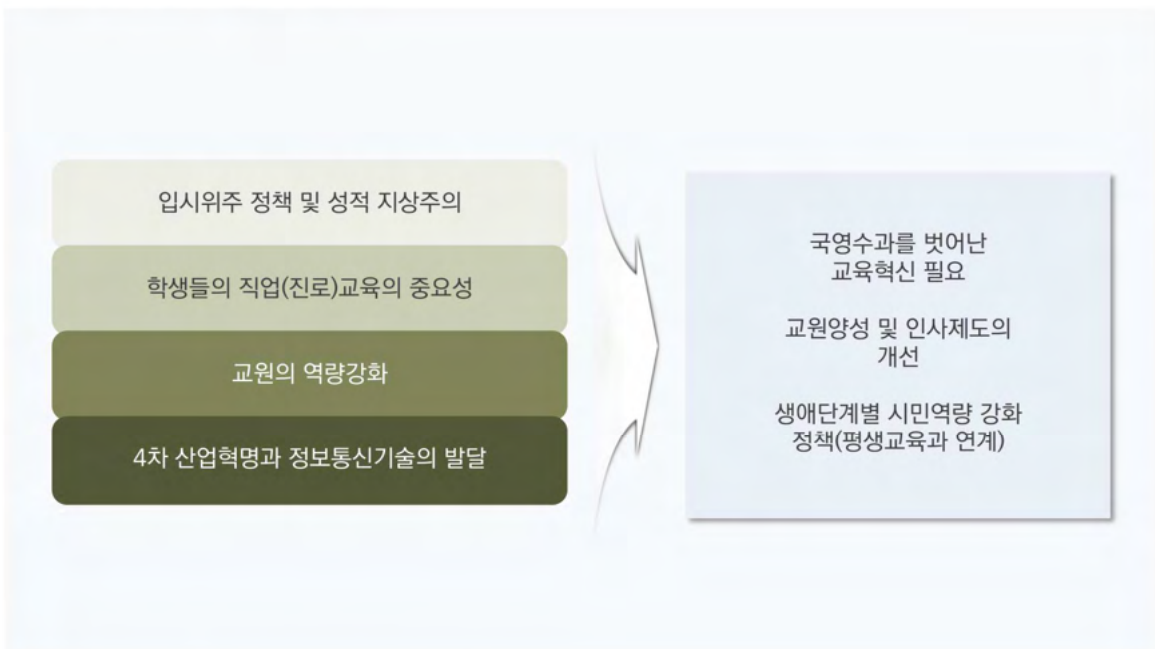 입시위주 정책 및 성적 지상주의
학생들의 직업(진로)교육의 중요성
교원의 역량강화
4차 산업혁명과 정보통신기술의 발달
국영수과를 벗어난
교육혁신 필요
교원양성 및 인사제도의
개선
생애단계별 시민역량 강화
정책(평생교육과 연계)